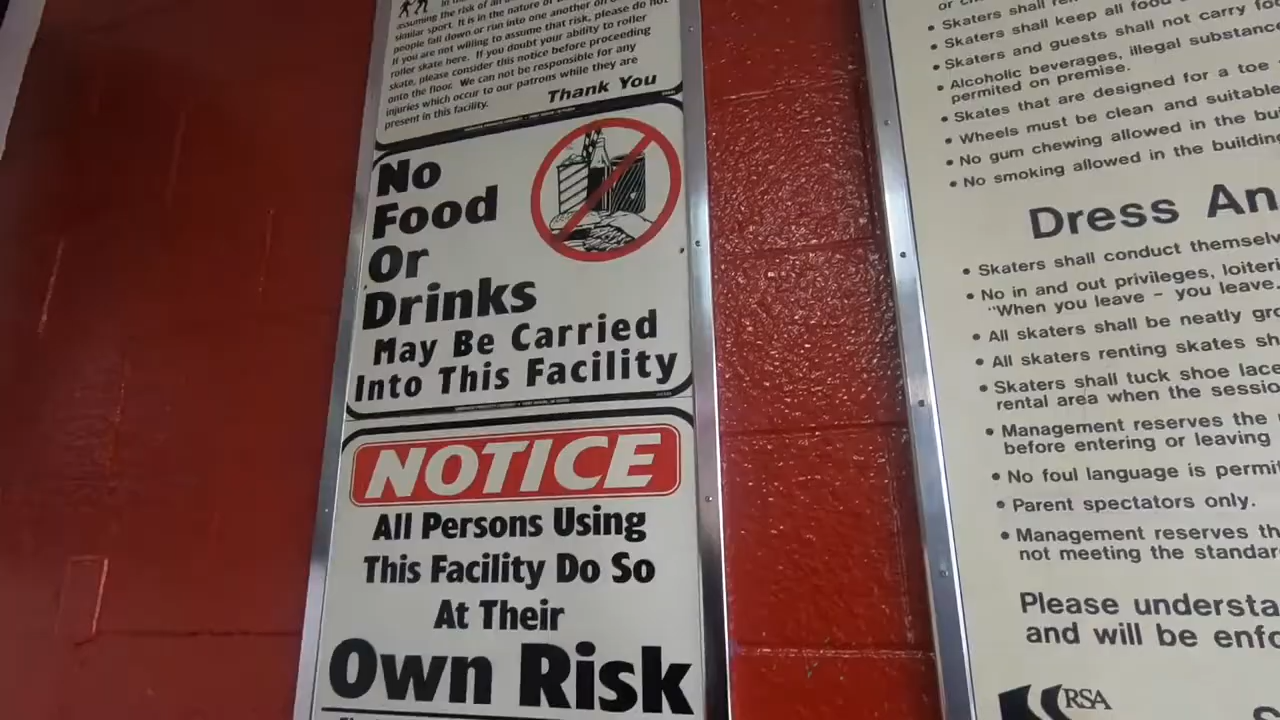 assuming the risk of
similar sport. It is in the nature of
people fall down or run into one another
If you are not willing to assume that risk, please do not
roller skate here. If you doubt your ability to roller
skate, please consider this notice before proceeding
onto the floor. We can not be responsible for any
injuries which occur to our patrons while they are
present in this facility.
Thank You
No
Food
Or
Drinks
May Be Carried
Into This Facility
NOTICE
All Persons Using
This Facility Do So
At Their
Own Risk
• Skaters shall
• Skaters shall keep all food
• Skaters and guests shall not carry
• Alcoholic beverages, illegal substanc
permited on premise.
• Skates that are designed for a toe
• Wheels must be clean and suitable
• No gum chewing allowed in the bu
• No smoking allowed in the building
Dress An
• Skaters shall conduct themselv
• No in and out privileges, loiteri
"When you leave – you leave.
• All skaters shall be neatly gr
• All skaters renting skates sh
• Skaters shall tuck shoe lace
rental area when the sessio
• Management reserves the
before entering or leaving
• No foul language is permit
• Parent spectators only.
• Management reserves th
not meeting the standar
Please understa
and will be enfo
RSA